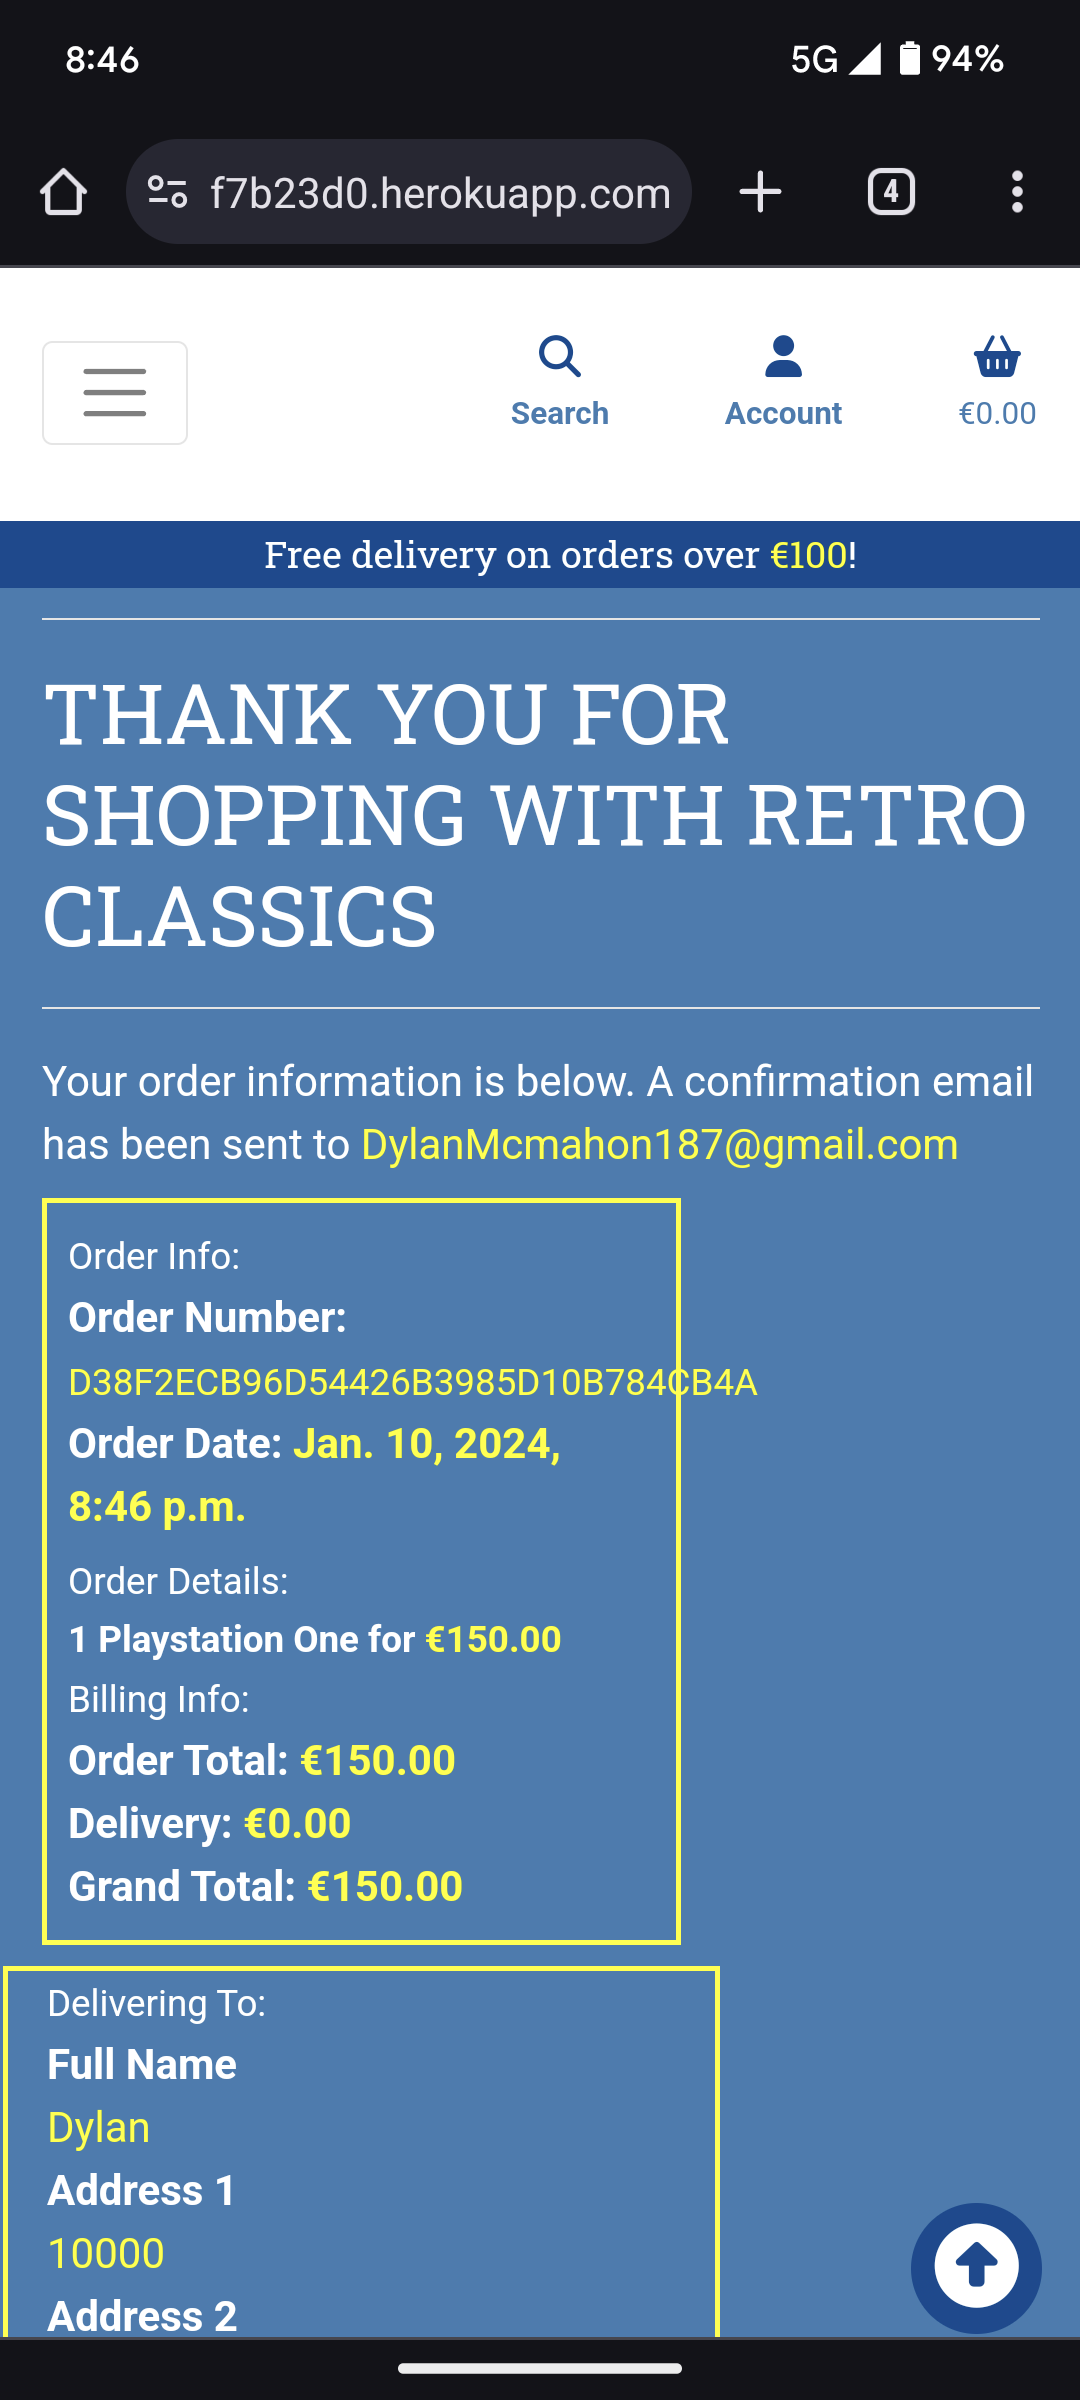 8:46
5G 94%
f7b23d0.herokuapp.com
4
Search
Account
€0.00
Free delivery on orders over €100!
THANK YOU FOR
SHOPPING WITH RETRO
CLASSICS
Your order information is below. A confirmation email
has been sent to DylanMcmahon187@gmail.com
Order Info:
Order Number:
D38F2ECB96D54426B3985D10B784CB4A
Order Date: Jan. 10, 2024,
8:46 p.m.
Order Details:
1 Playstation One for €150.00
Billing Info:
Order Total: €150.00
Delivery: €0.00
Grand Total: €150.00
Delivering To:
Full Name
Dylan
Address 1
10000
Address 2